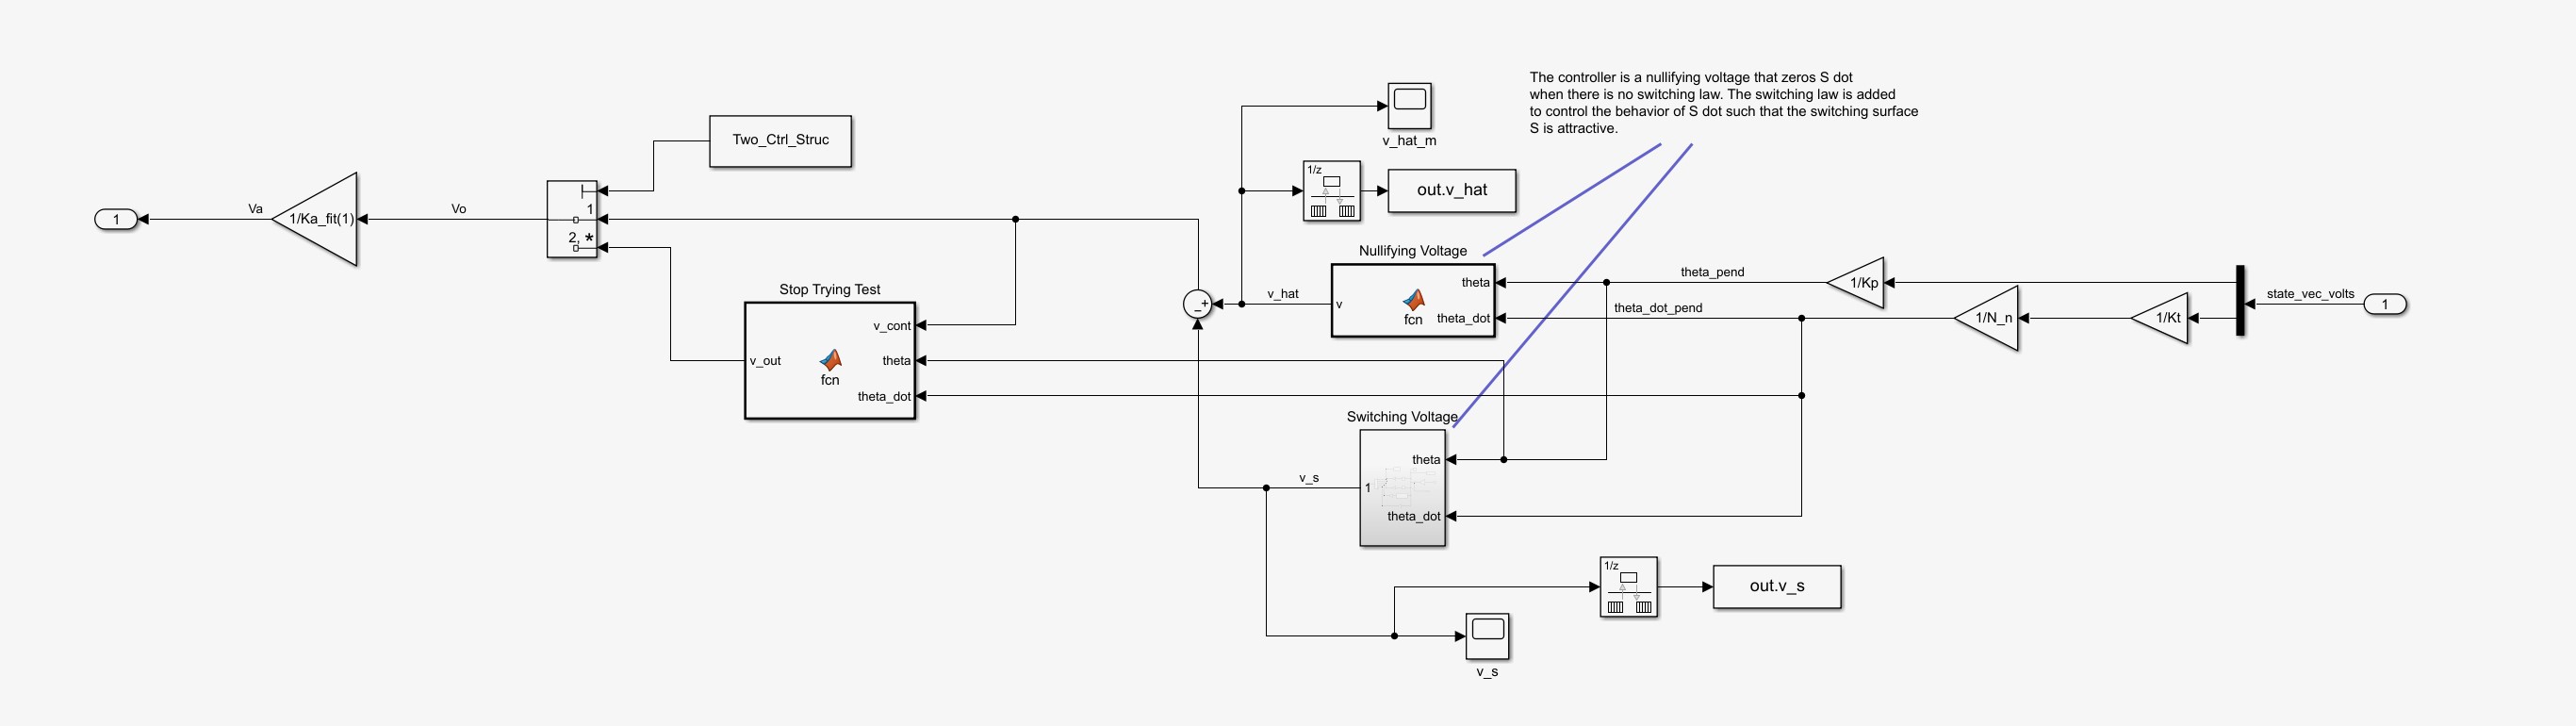 The controller is a nullifying voltage that zeros S dot
when there is no switching law. The switching law is added
to control the behavior of S dot such that the switching surface
S is attractive.
v_hat_m
Two_Ctrl_Struc
1/z
out.v_hat
1
Va
1/Ka_fit(1)
Vo
1
2, *
Nullifying Voltage
theta
theta_dot
v
fcn
v_hat
+
−
theta_pend
1/Kp
theta_dot_pend
1/N_n
1/Kt
state_vec_volts
1
Stop Trying Test
v_cont
theta
theta_dot
v_out
fcn
Switching Voltage
theta
1
theta_dot
v_s
1/z
out.v_s
v_s